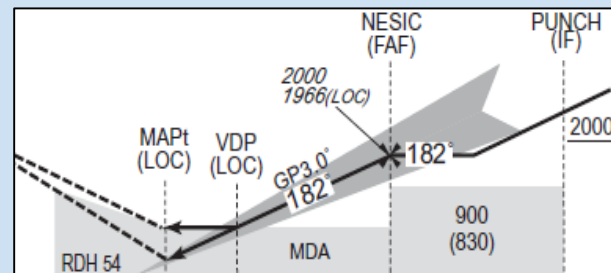 NESIC
(FAF)
PUNCH
(IF)
2000
1966(LOC)
MAPt
(LOC)
VDP
(LOC)
GP3.0°
182°
182°
2000
RDH 54
MDA
900
(830)